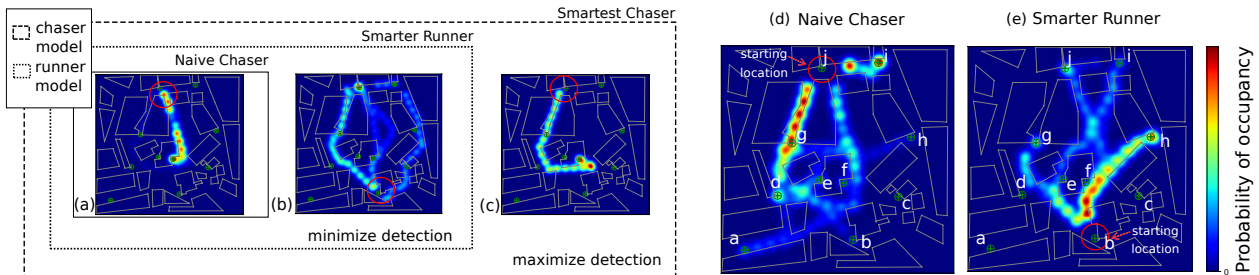 Smartest Chaser
chaser
model
runner
model
Smarter Runner
Naive Chaser
(a)
(b)
(c)
minimize detection
maximize detection
(d) Naive Chaser
starting
location
j
i
g
h
d
e
f
c
a
b
(e) Smarter Runner
j
i
g
h
d
e
f
c
a
b
starting
location
Probability of occupancy
0